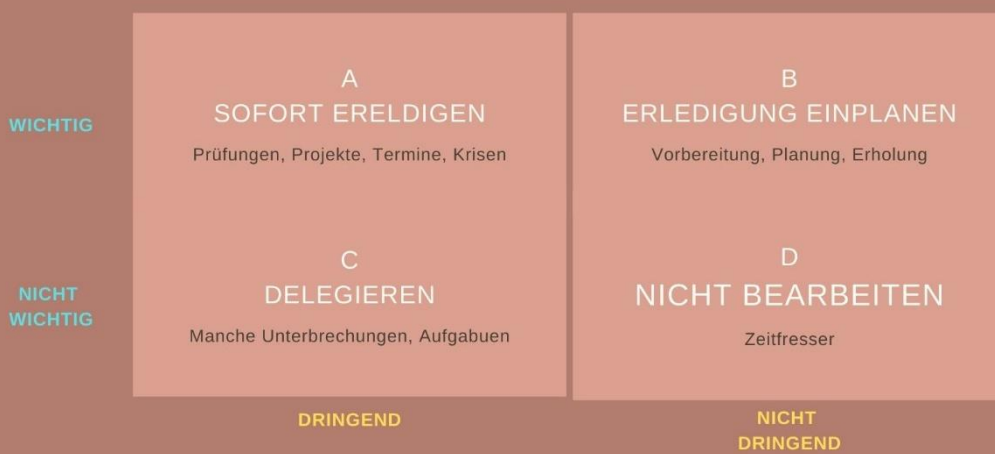 WICHTIG
A
SOFORT ERELDIGEN
Prüfungen, Projekte, Termine, Krisen
B
ERLEDIGUNG EINPLANEN
Vorbereitung, Planung, Erholung
NICHT
WICHTIG
C
DELEGIEREN
Manche Unterbrechungen, Aufgabuen
D
NICHT BEARBEITEN
Zeitfresser
DRINGEND
NICHT
DRINGEND